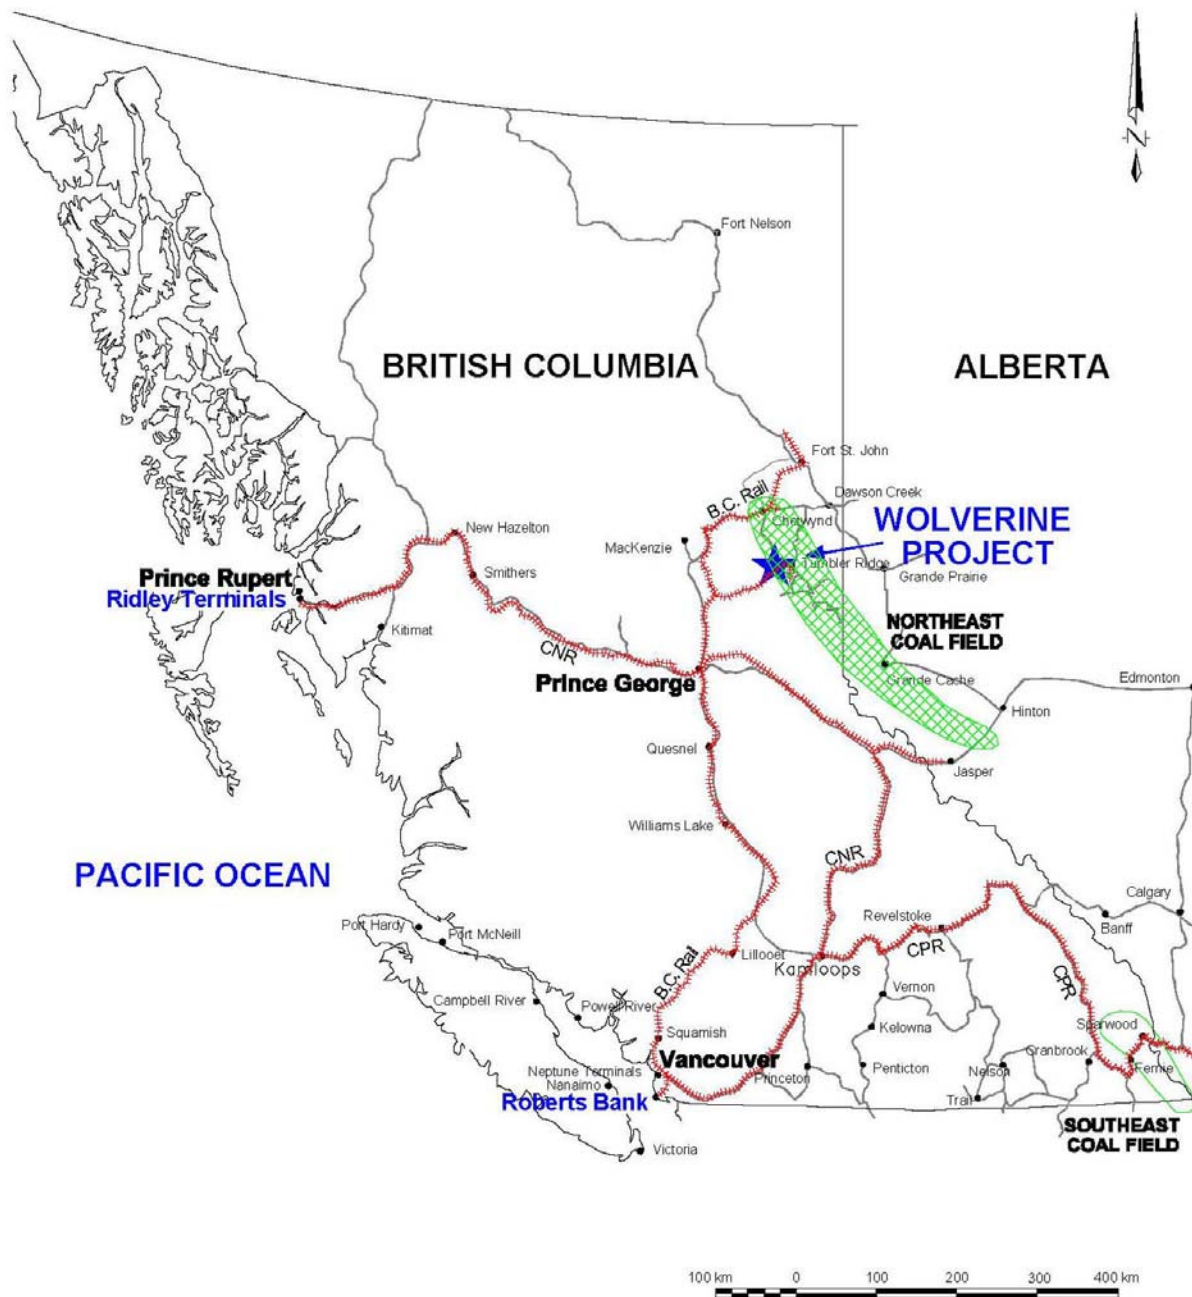 N
Fort Nelson
BRITISH COLUMBIA
ALBERTA
Fort St. John
B.C. Rail
Dawson Creek
Chetwynd
WOLVERINE
PROJECT
New Hazelton
MacKenzie
Tumbler Ridge
Grande Prairie
Smithers
Prince Rupert
Ridley Terminals
Kitimat
NORTHEAST
COAL FIELD
CNR
Prince George
Grande Cache
Edmonton
Hinton
Quesnel
Jasper
Williams Lake
CNR
PACIFIC OCEAN
Calgary
Revelstoke
Banff
Port Hardy
Port McNeill
CPR
Lillooet
Kamloops
B.C. Rail
CPR
Vernon
Campbell River
Powell River
Kelowna
Sparwood
Squamish
Vancouver
Cranbrook
Fernie
Neptune Terminals
Nanaimo
Princeton
Penticton
Nelson
Roberts Bank
Trail
SOUTHEAST
COAL FIELD
Victoria
100 km 0 100 200 300 400 km